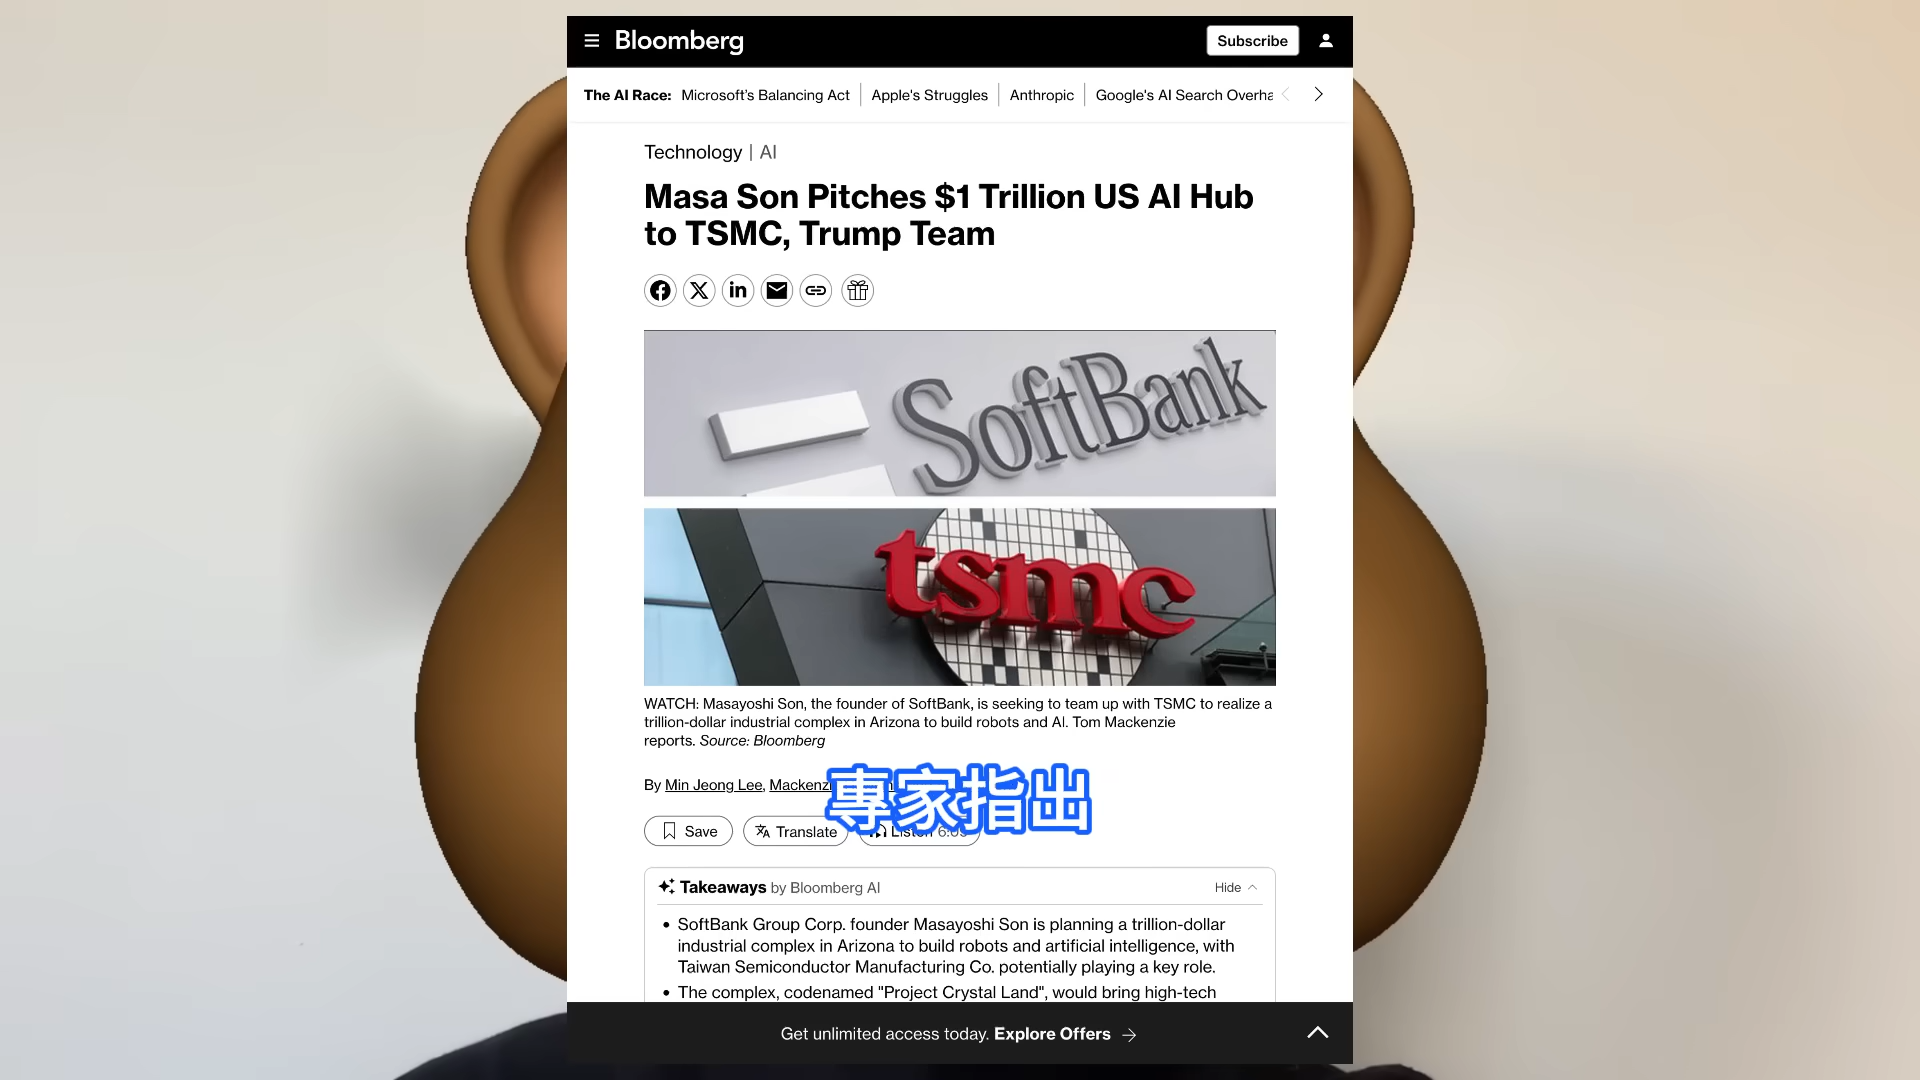 Bloomberg
Subscribe
The AI Race: Microsoft's Balancing Act Apple's Struggles Anthropic Google's AI Search Overha
Technology | AI
Masa Son Pitches $1 Trillion US AI Hub
to TSMC, Trump Team
SoftBank
tsmc
WATCH: Masayoshi Son, the founder of SoftBank, is seeking to team up with TSMC to realize a
trillion-dollar industrial complex in Arizona to build robots and AI. Tom Mackenzie
reports. Source: Bloomberg
By Min Jeong Lee,
專家指出
Save Translate Listen 6:09
Takeaways by Bloomberg AI Hide
• SoftBank Group Corp. founder Masayoshi Son is planning a trillion-dollar
industrial complex in Arizona to build robots and artificial intelligence, with
Taiwan Semiconductor Manufacturing Co. potentially playing a key role.
• The complex, codenamed "Project Crystal Land", would bring high-tech
Get unlimited access today. Explore Offers →